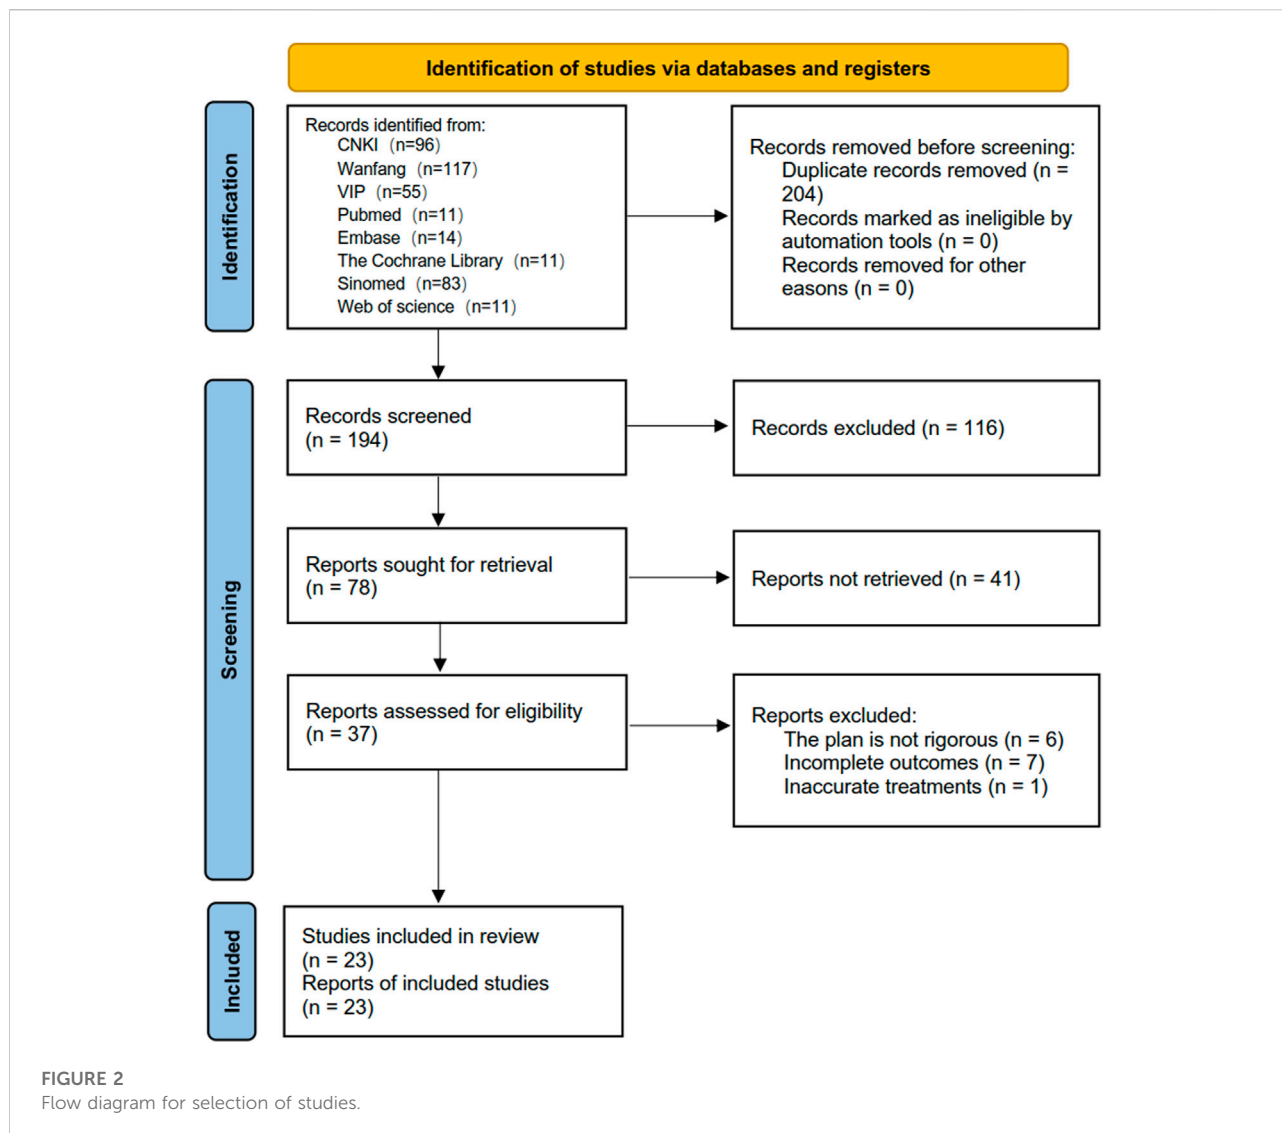 Identification of studies via databases and registers
Identification
Records identified from:
CNKI (n=96)
Wanfang (n=117)
VIP (n=55)
Pubmed (n=11)
Embase (n=14)
The Cochrane Library (n=11)
Sinomed (n=83)
Web of science (n=11)
Records removed before screening:
Duplicate records removed (n =
204)
Records marked as ineligible by
automation tools (n = 0)
Records removed for other
easons (n = 0)
Screening
Records screened
(n = 194)
Records excluded (n = 116)
Reports sought for retrieval
(n = 78)
Reports not retrieved (n = 41)
Reports assessed for eligibility
(n = 37)
Reports excluded:
The plan is not rigorous (n = 6)
Incomplete outcomes (n = 7)
Inaccurate treatments (n = 1)
Included
Studies included in review
(n = 23)
Reports of included studies
(n = 23)
FIGURE 2
Flow diagram for selection of studies.